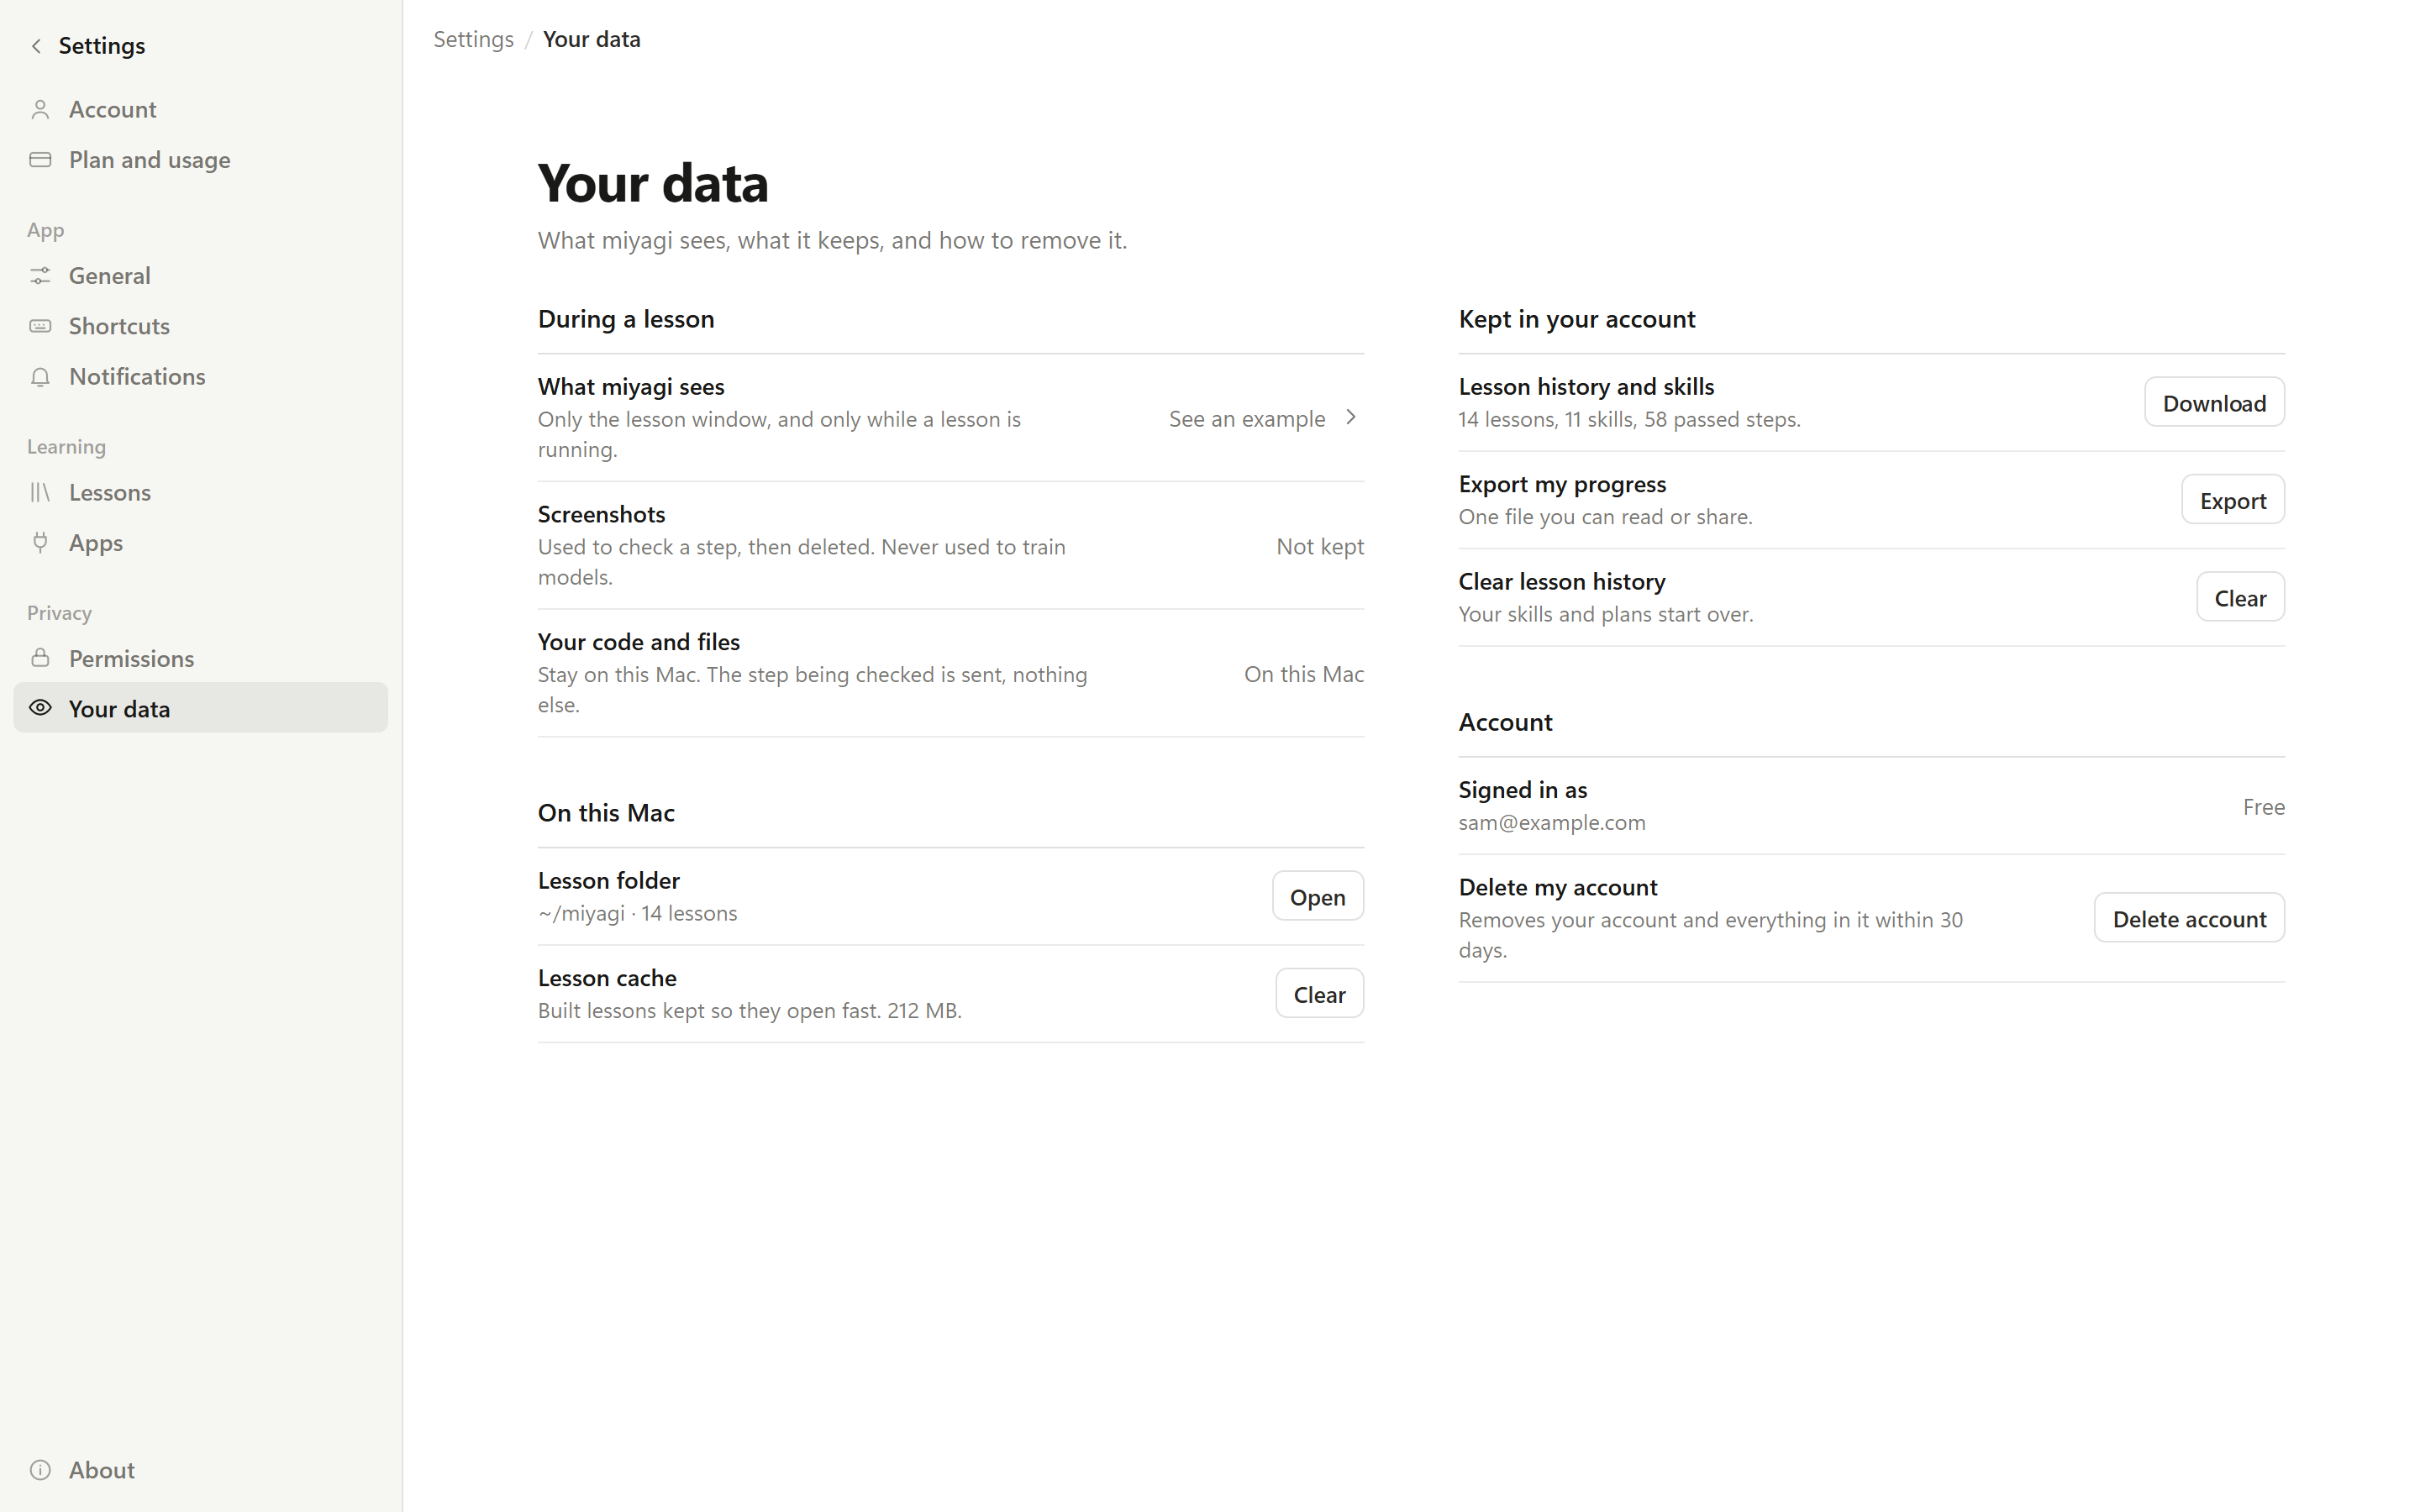 Settings
Account
Plan and usage
App
General
Shortcuts
Notifications
Learning
Lessons
Apps
Privacy
Permissions
Your data
About
Settings / Your data
Your data
What miyagi sees, what it keeps, and how to remove it.
During a lesson
What miyagi sees
Only the lesson window, and only while a lesson is
running.
See an example
Screenshots
Used to check a step, then deleted. Never used to train
models.
Not kept
Your code and files
Stay on this Mac. The step being checked is sent, nothing
else.
On this Mac
On this Mac
Lesson folder
~/miyagi · 14 lessons
Open
Lesson cache
Built lessons kept so they open fast. 212 MB.
Clear
Kept in your account
Lesson history and skills
14 lessons, 11 skills, 58 passed steps.
Download
Export my progress
One file you can read or share.
Export
Clear lesson history
Your skills and plans start over.
Clear
Account
Signed in as
sam@example.com
Free
Delete my account
Removes your account and everything in it within 30
days.
Delete account